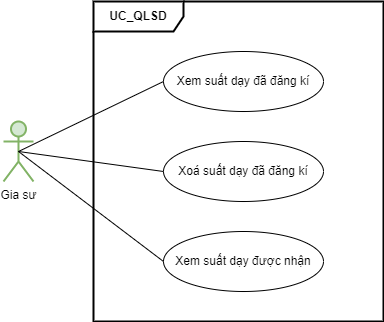 UC_QLSD
Xem suất dạy đã đăng kí
Xoá suất dạy đã đăng kí
Gia sư
Xem suất dạy được nhận